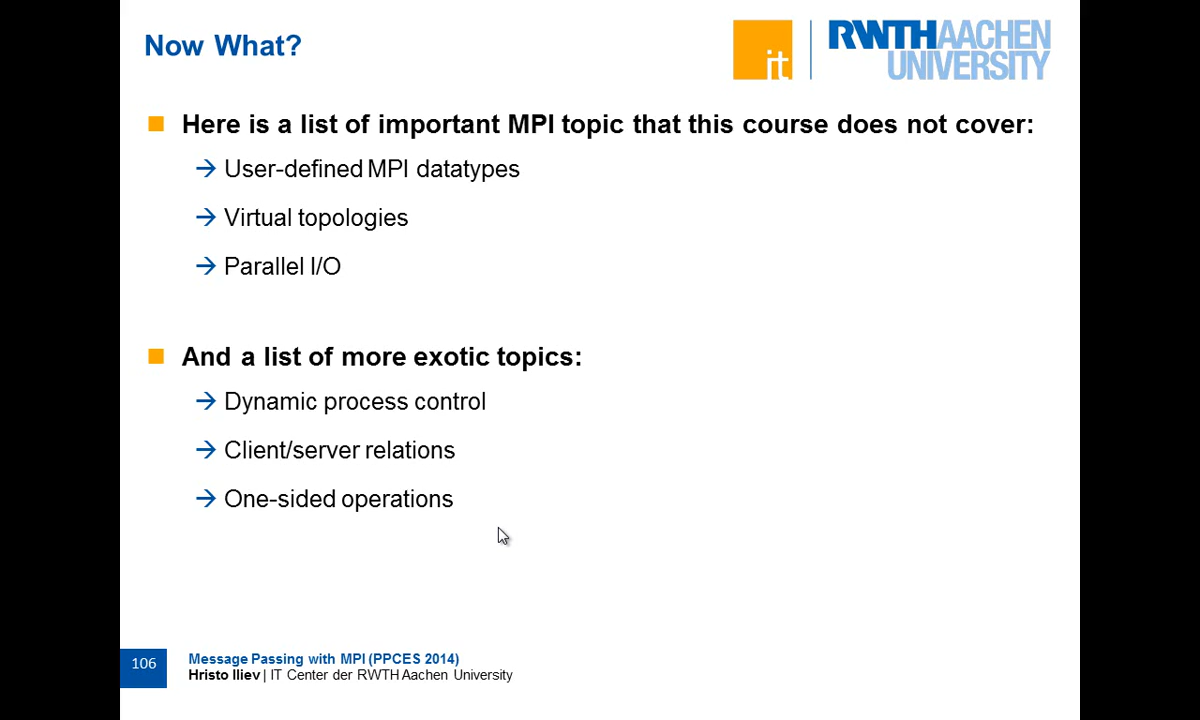 Now What?
it
RWTHAACHEN
UNIVERSITY
Here is a list of important MPI topic that this course does not cover:
→ User-defined MPI datatypes
→ Virtual topologies
→ Parallel I/O
And a list of more exotic topics:
→ Dynamic process control
→ Client/server relations
→ One-sided operations
106
Message Passing with MPI (PPCES 2014)
Hristo Iliev | IT Center der RWTH Aachen University